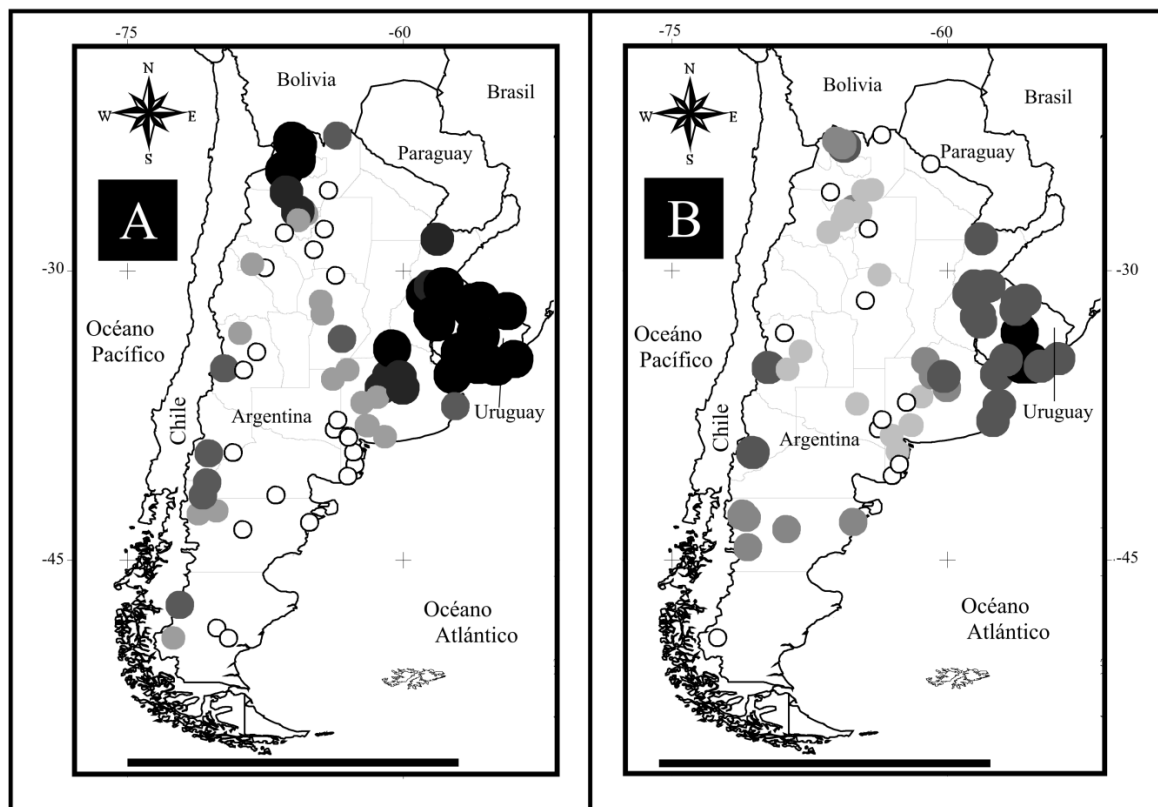 -75
-60
N
W
E
S
Bolivia
Brasil
Paraguay
A
-30
Océano
Pacífico
Chile
Argentina
Uruguay
-45
Océano
Atlántico
-75
-60
N
W
E
S
Bolivia
Brasil
Paraguay
B
-30
Oceáno
Pacífico
Chile
Argentina
Uruguay
-45
Océano
Atlántico